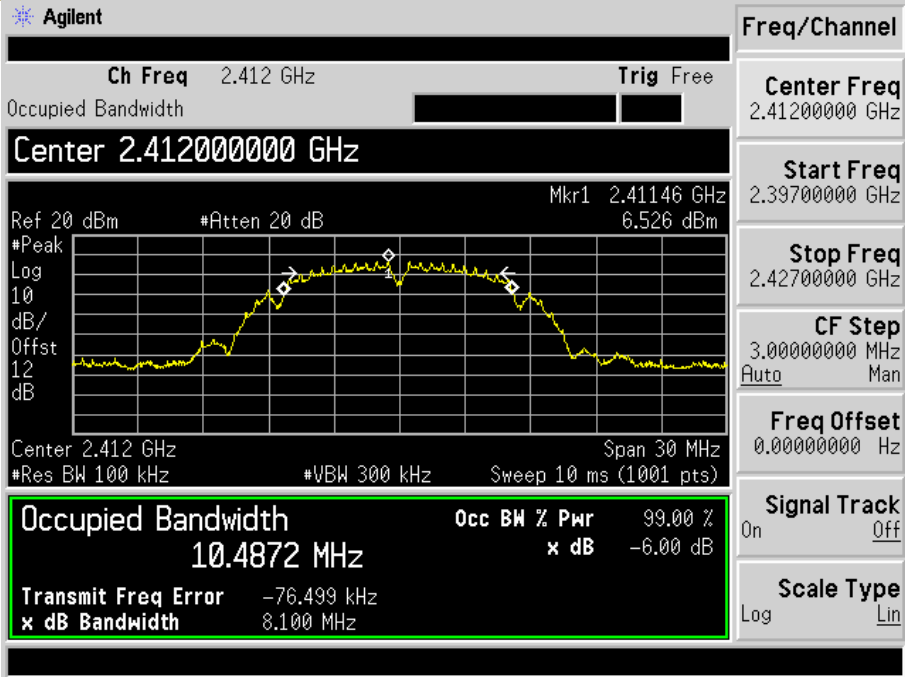 Agilent
Freq/Channel
Ch Freq 2.412 GHz Trig Free
Occupied Bandwidth
Center 2.412000000 GHz
Mkr1 2.41146 GHz
Ref 20 dBm #Atten 20 dB 6.526 dBm
#Peak
Log
10
dB/
Offst
12
dB
1
Center 2.412 GHz Span 30 MHz
#Res BW 100 kHz #VBW 300 kHz Sweep 10 ms (1001 pts)
Occupied Bandwidth
10.4872 MHz
Occ BW % Pwr 99.00 %
x dB -6.00 dB
Transmit Freq Error -76.499 kHz
x dB Bandwidth 8.100 MHz
Center Freq
2.41200000 GHz
Start Freq
2.39700000 GHz
Stop Freq
2.42700000 GHz
CF Step
3.00000000 MHz
Auto Man
Freq Offset
0.00000000 Hz
Signal Track
On Off
Scale Type
Log Lin